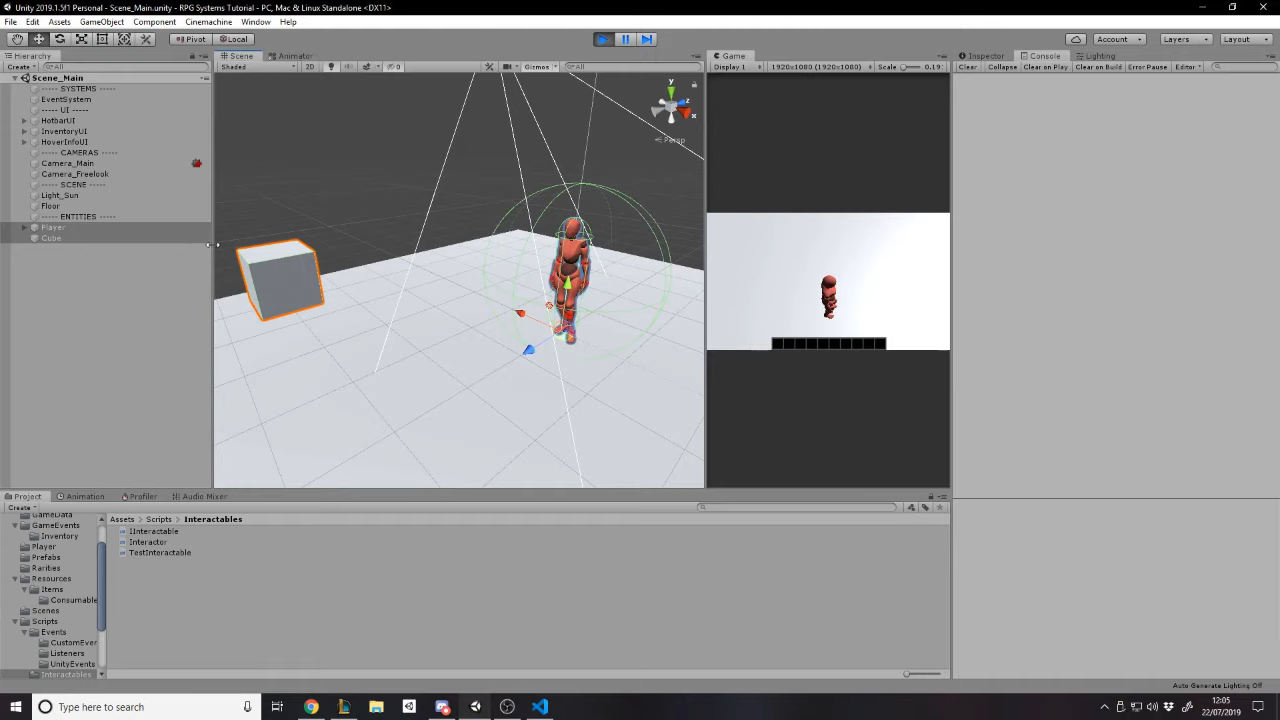 Unity 2019.1.5f1 Personal - Scene_Main.unity - RPG Systems Tutorial - PC, Mac & Linux Standalone <DX11>
File Edit Assets GameObject Component Cinemachine Window Help
Pivot Local Account Layers Layout
Hierarchy Scene Animator Game Inspector Console Lighting
Create All Shaded 2D 0 Gizmos All Display 1 1920x1080 (1920x1080) Scale 0.19 Clear Collapse Clear on Play Clear on Build Error Pause Editor
Scene_Main
----- SYSTEMS -----
EventSystem
----- UI -----
HotbarUI
InventoryUI
HoverInfoUI
----- CAMERAS -----
Camera_Main
Camera_Freelook
----- SCENE -----
Light_Sun
Floor
----- ENTITIES -----
Player
Cube
y
z
x
Persp
Project Animation Profiler Audio Mixer
Create
Assets Scripts Interactables
GameData
GameEvents
Inventory
Player
Prefabs
Rarities
Resources
Items
Consumable
Scenes
Scripts
Events
CustomEver
Listeners
UnityEvents
Interactables
IInteractable
Interactor
TestInteractable
Auto Generate Lighting Off
Type here to search
12:05
22/07/2019